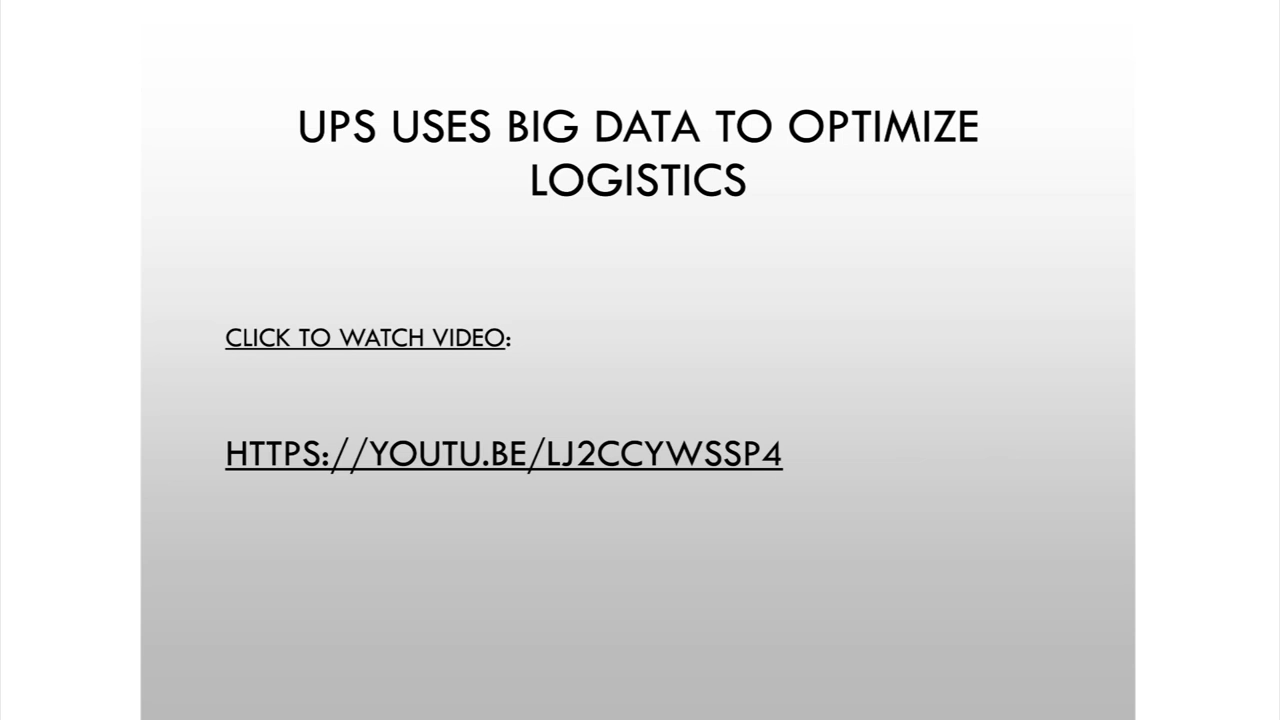 UPS USES BIG DATA TO OPTIMIZE
LOGISTICS
CLICK TO WATCH VIDEO:
HTTPS://YOUTU.BE/LJ2CCYWSSP4